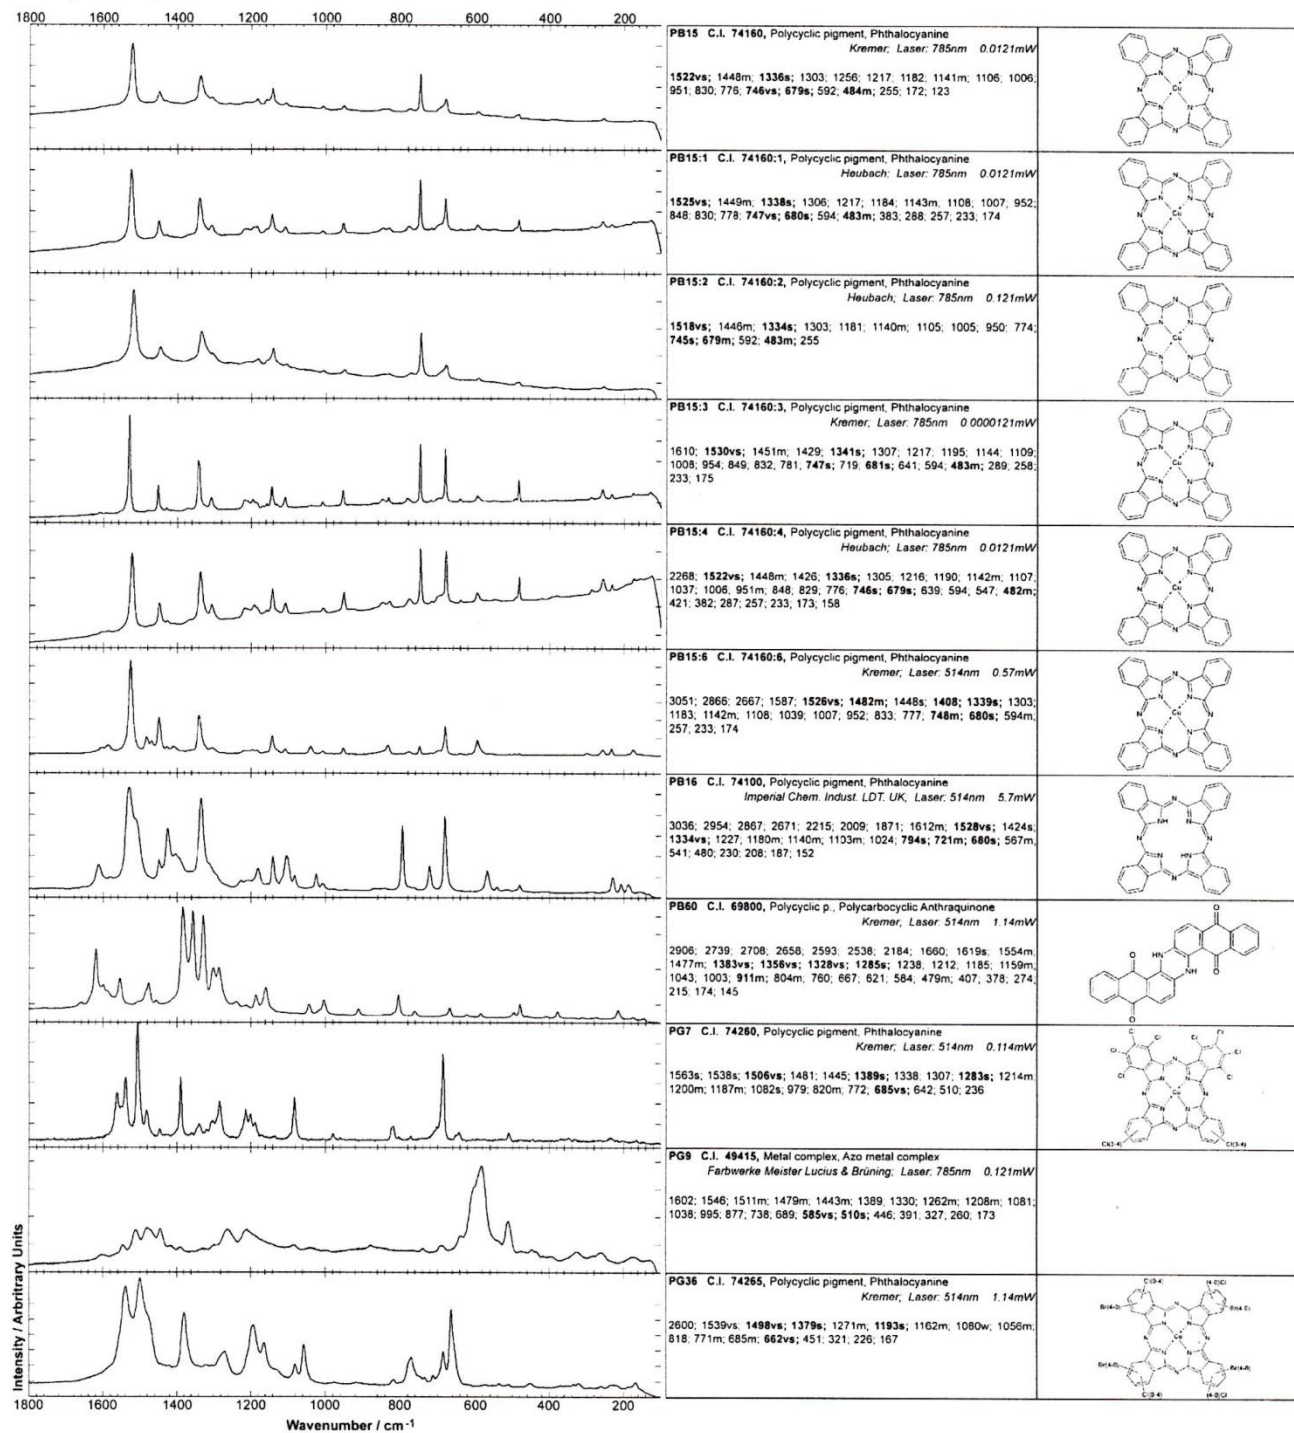 1800 1600 1400 1200 1000 800 600 400 200
PB15 C.I. 74160, Polycyclic pigment, Phthalocyanine
Kremer; Laser: 785nm 0.0121mW
1522vs; 1448m; 1336s; 1303; 1256; 1217; 1182; 1141m; 1106; 1006;
951; 830; 776; 746vs; 679s; 592; 484m; 255; 172; 123
PB15:1 C.I. 74160:1, Polycyclic pigment, Phthalocyanine
Heubach; Laser: 785nm 0.0121mW
1525vs; 1449m; 1338s; 1306; 1217; 1184; 1143m; 1108; 1007; 952;
848; 830; 778; 747vs; 680s; 594; 483m; 383; 288; 257; 233; 174
PB15:2 C.I. 74160:2, Polycyclic pigment, Phthalocyanine
Heubach; Laser: 785nm 0.121mW
1518vs; 1446m; 1334s; 1303; 1181; 1140m; 1105; 1005; 950; 774;
745s; 679m; 592; 483m; 255
PB15:3 C.I. 74160:3, Polycyclic pigment, Phthalocyanine
Kremer; Laser: 785nm 0.0000121mW
1610; 1530vs; 1451m; 1429; 1341s; 1307; 1217; 1195; 1144; 1109;
1008; 954; 849; 832; 781; 747s; 719; 681s; 641; 594; 483m; 289; 258;
233; 175
PB15:4 C.I. 74160:4, Polycyclic pigment, Phthalocyanine
Heubach; Laser: 785nm 0.0121mW
2268; 1522vs; 1448m; 1426; 1336s; 1305; 1216; 1190; 1142m; 1107;
1037; 1006; 951m; 848; 829; 776; 746s; 679s; 639; 594; 547; 482m;
421; 382; 287; 257; 233; 173; 158
PB15:6 C.I. 74160:6, Polycyclic pigment, Phthalocyanine
Kremer; Laser: 514nm 0.57mW
3051; 2866; 2667; 1587; 1526vs; 1482m; 1448s; 1408; 1339s; 1303;
1183; 1142m; 1108; 1039; 1007; 952; 833; 777; 748m; 680s; 594m;
257; 233; 174
PB16 C.I. 74100, Polycyclic pigment, Phthalocyanine
Imperial Chem. Indust. LDT. UK; Laser: 514nm 5.7mW
3036; 2954; 2867; 2671; 2215; 2009; 1871; 1612m; 1528vs; 1424s;
1334vs; 1227; 1180m; 1140m; 1103m; 1024; 794s; 721m; 680s; 567m;
541; 480; 230; 208; 187; 152
PB60 C.I. 69800, Polycyclic p., Polycarbocyclic Anthraquinone
Kremer; Laser: 514nm 1.14mW
2906; 2739; 2708; 2658; 2593; 2538; 2184; 1660; 1619s; 1554m;
1477m; 1383vs; 1356vs; 1328vs; 1285s; 1238; 1212; 1185; 1159m;
1043; 1003; 911m; 804m; 760; 667; 621; 584; 479m; 407; 378; 274;
215; 174; 145
PG7 C.I. 74260, Polycyclic pigment, Phthalocyanine
Kremer; Laser: 514nm 0.114mW
1563s; 1538s; 1506vs; 1481; 1445; 1389s; 1338; 1307; 1283s; 1214m;
1200m; 1187m; 1082s; 979; 820m; 772; 685vs; 642; 510; 236
PG9 C.I. 49415, Metal complex, Azo metal complex
Farbwerke Meister Lucius & Brüning; Laser: 785nm 0.121mW
1602; 1546; 1511m; 1479m; 1443m; 1389; 1330; 1262m; 1208m; 1081;
1038; 995; 877; 738; 689; 585vs; 510s; 446; 391; 327; 260; 173
PG36 C.I. 74265, Polycyclic pigment, Phthalocyanine
Kremer; Laser: 514nm 1.14mW
2600; 1539vs; 1498vs; 1379s; 1271m; 1193s; 1162m; 1080w; 1056m;
818; 771m; 685m; 662vs; 451; 321; 226; 167
Intensity / Arbritrary Units
1800 1600 1400 1200 1000 800 600 400 200
Wavenumber / cm-1